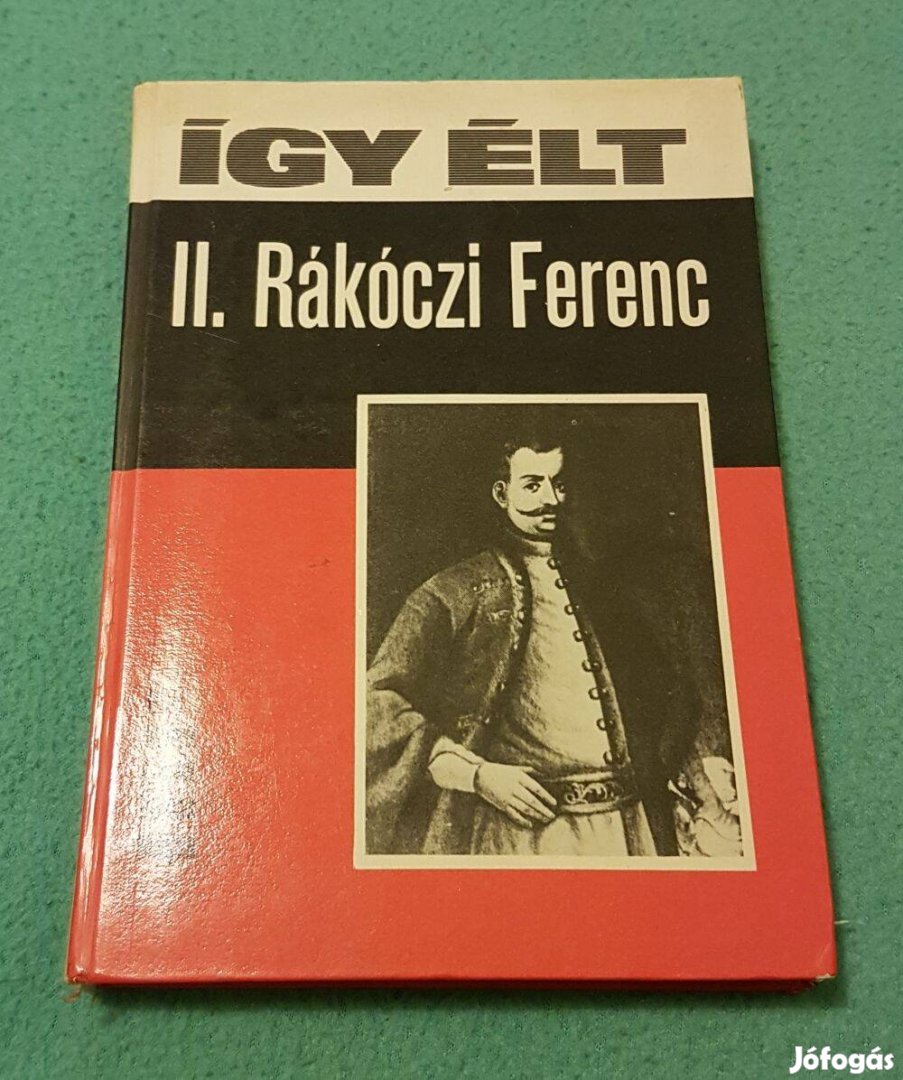 ÍGY ÉLT
II. Rákóczi Ferenc
Jófogás